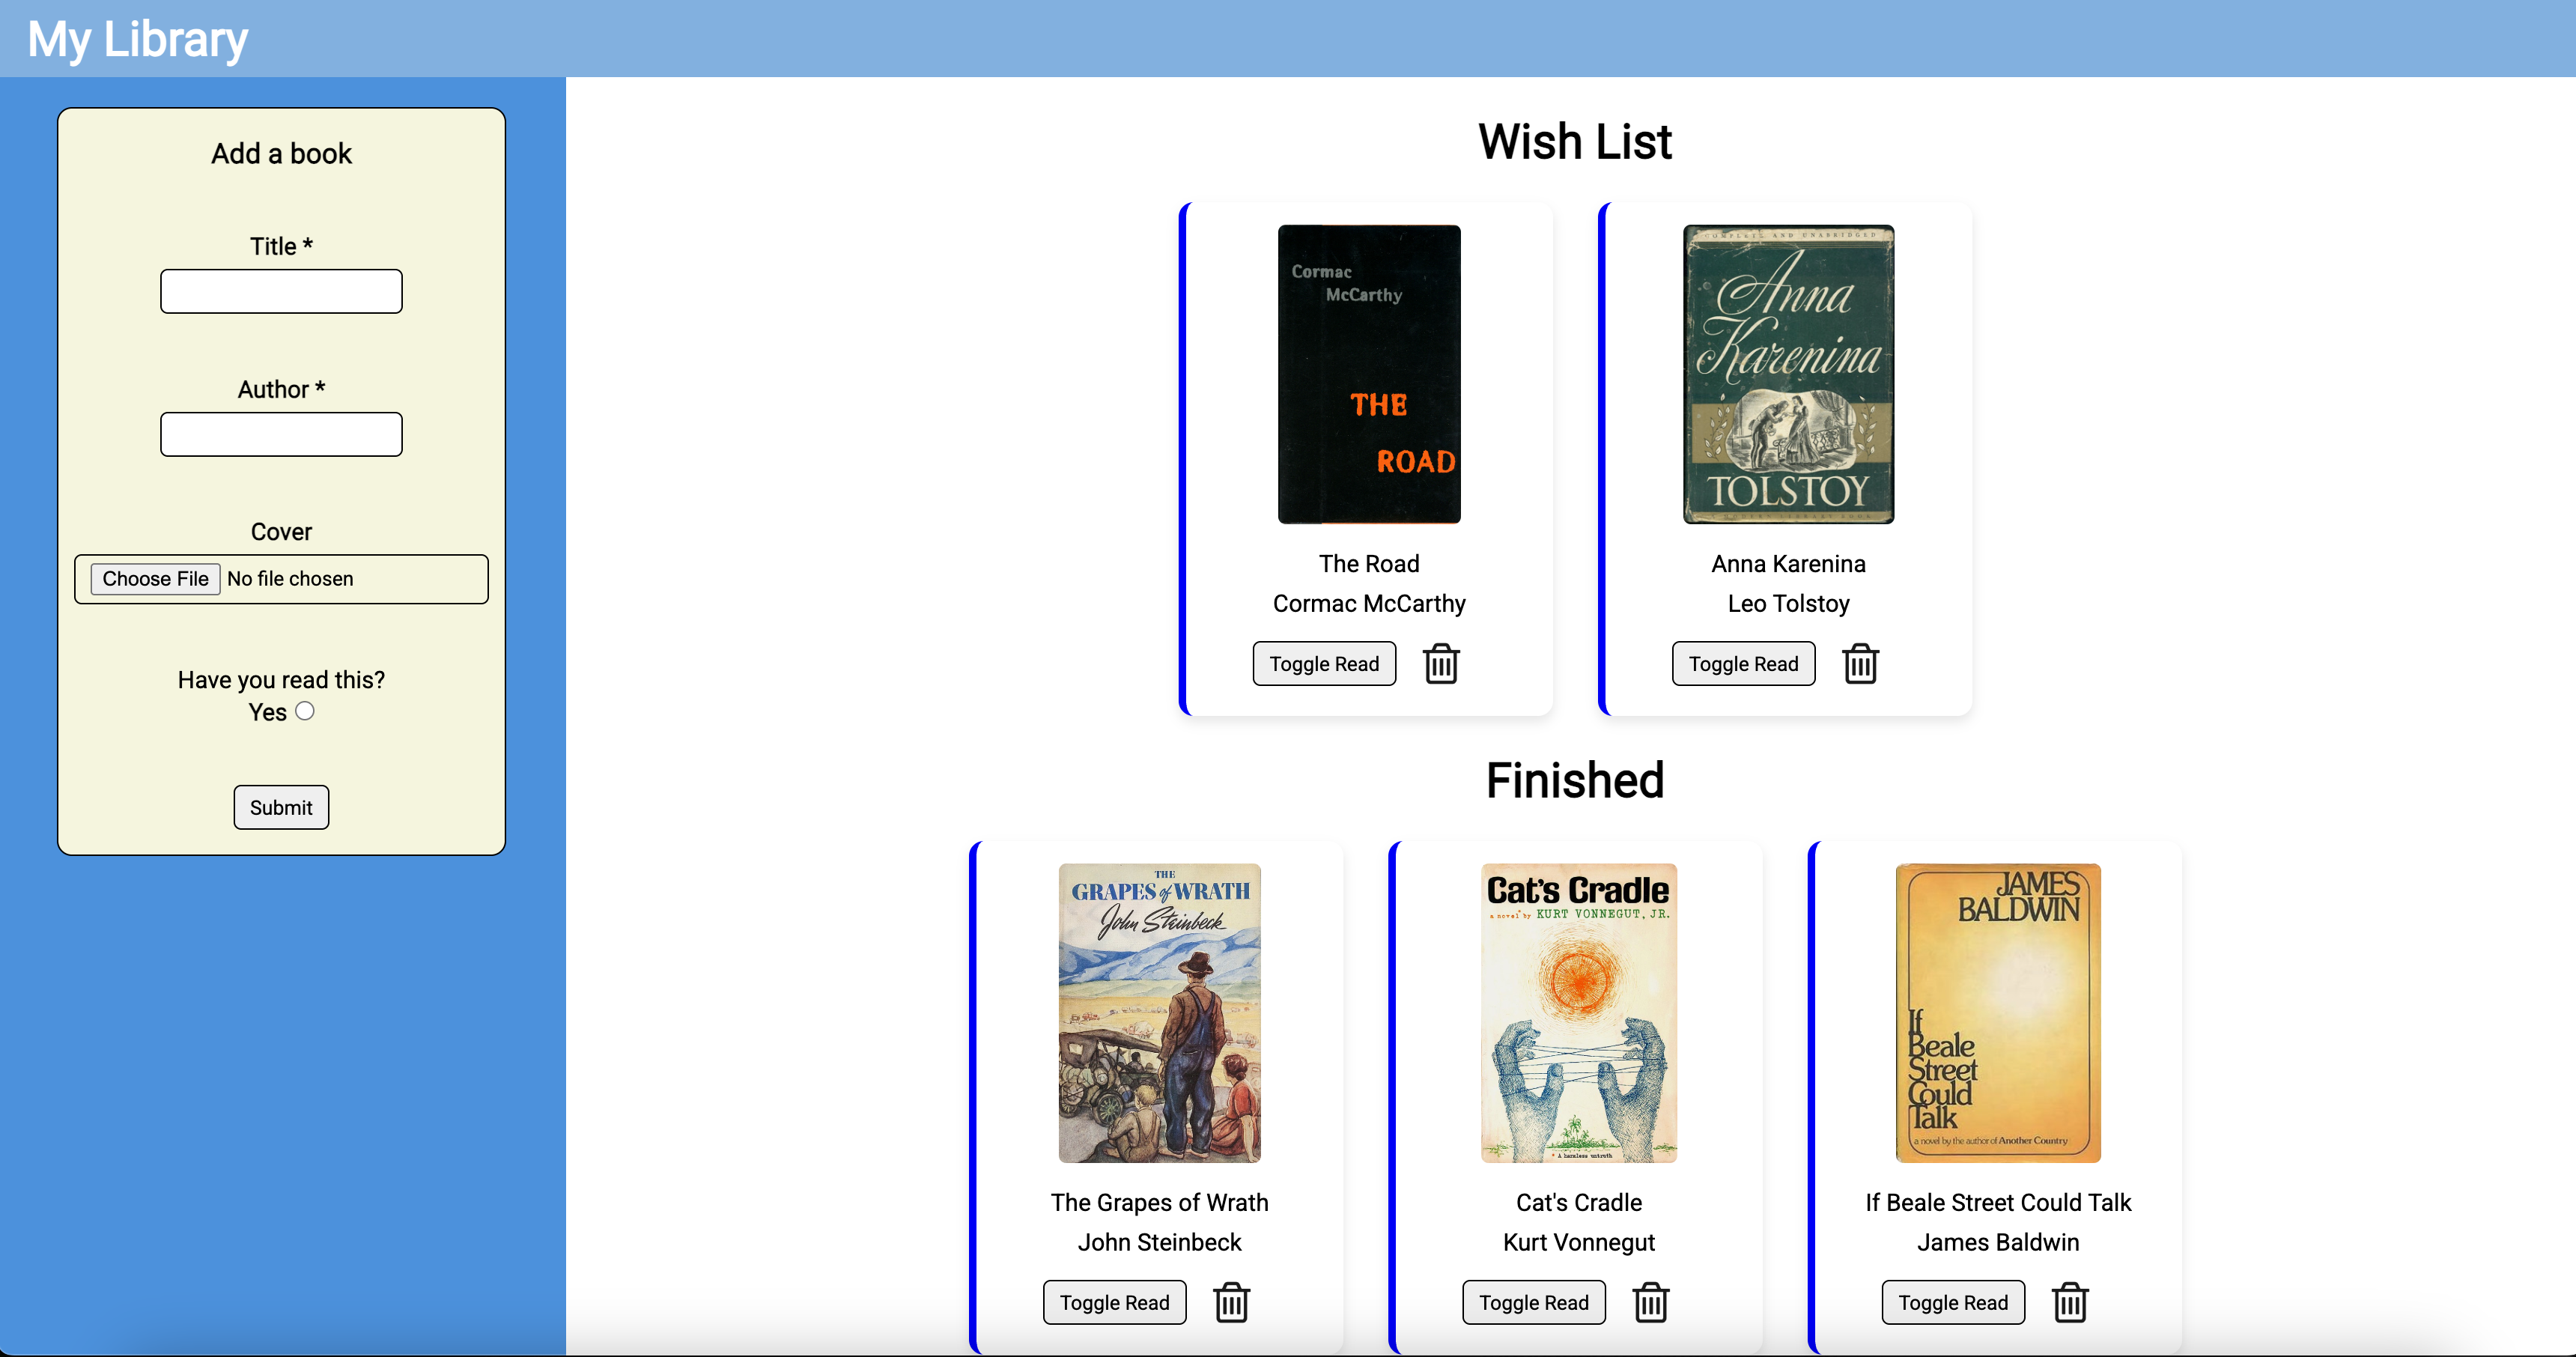 My Library
Add a book
Title *
Author *
Cover
Choose File No file chosen
Have you read this?
Yes
Submit
Wish List
Cormac
McCarthy
THE
ROAD
The Road
Cormac McCarthy
Toggle Read
COMPLETE AND UNABRIDGED
Anna
Karenina
TOLSTOY
Anna Karenina
Leo Tolstoy
Toggle Read
Finished
THE
GRAPES of WRATH
John Steinbeck
The Grapes of Wrath
John Steinbeck
Toggle Read
Cat's Cradle
a novel by KURT VONNEGUT, JR.
* A harmless untruth
Cat's Cradle
Kurt Vonnegut
Toggle Read
JAMES
BALDWIN
If
Beale
Street
Could
Talk
a novel by the author of Another Country
If Beale Street Could Talk
James Baldwin
Toggle Read